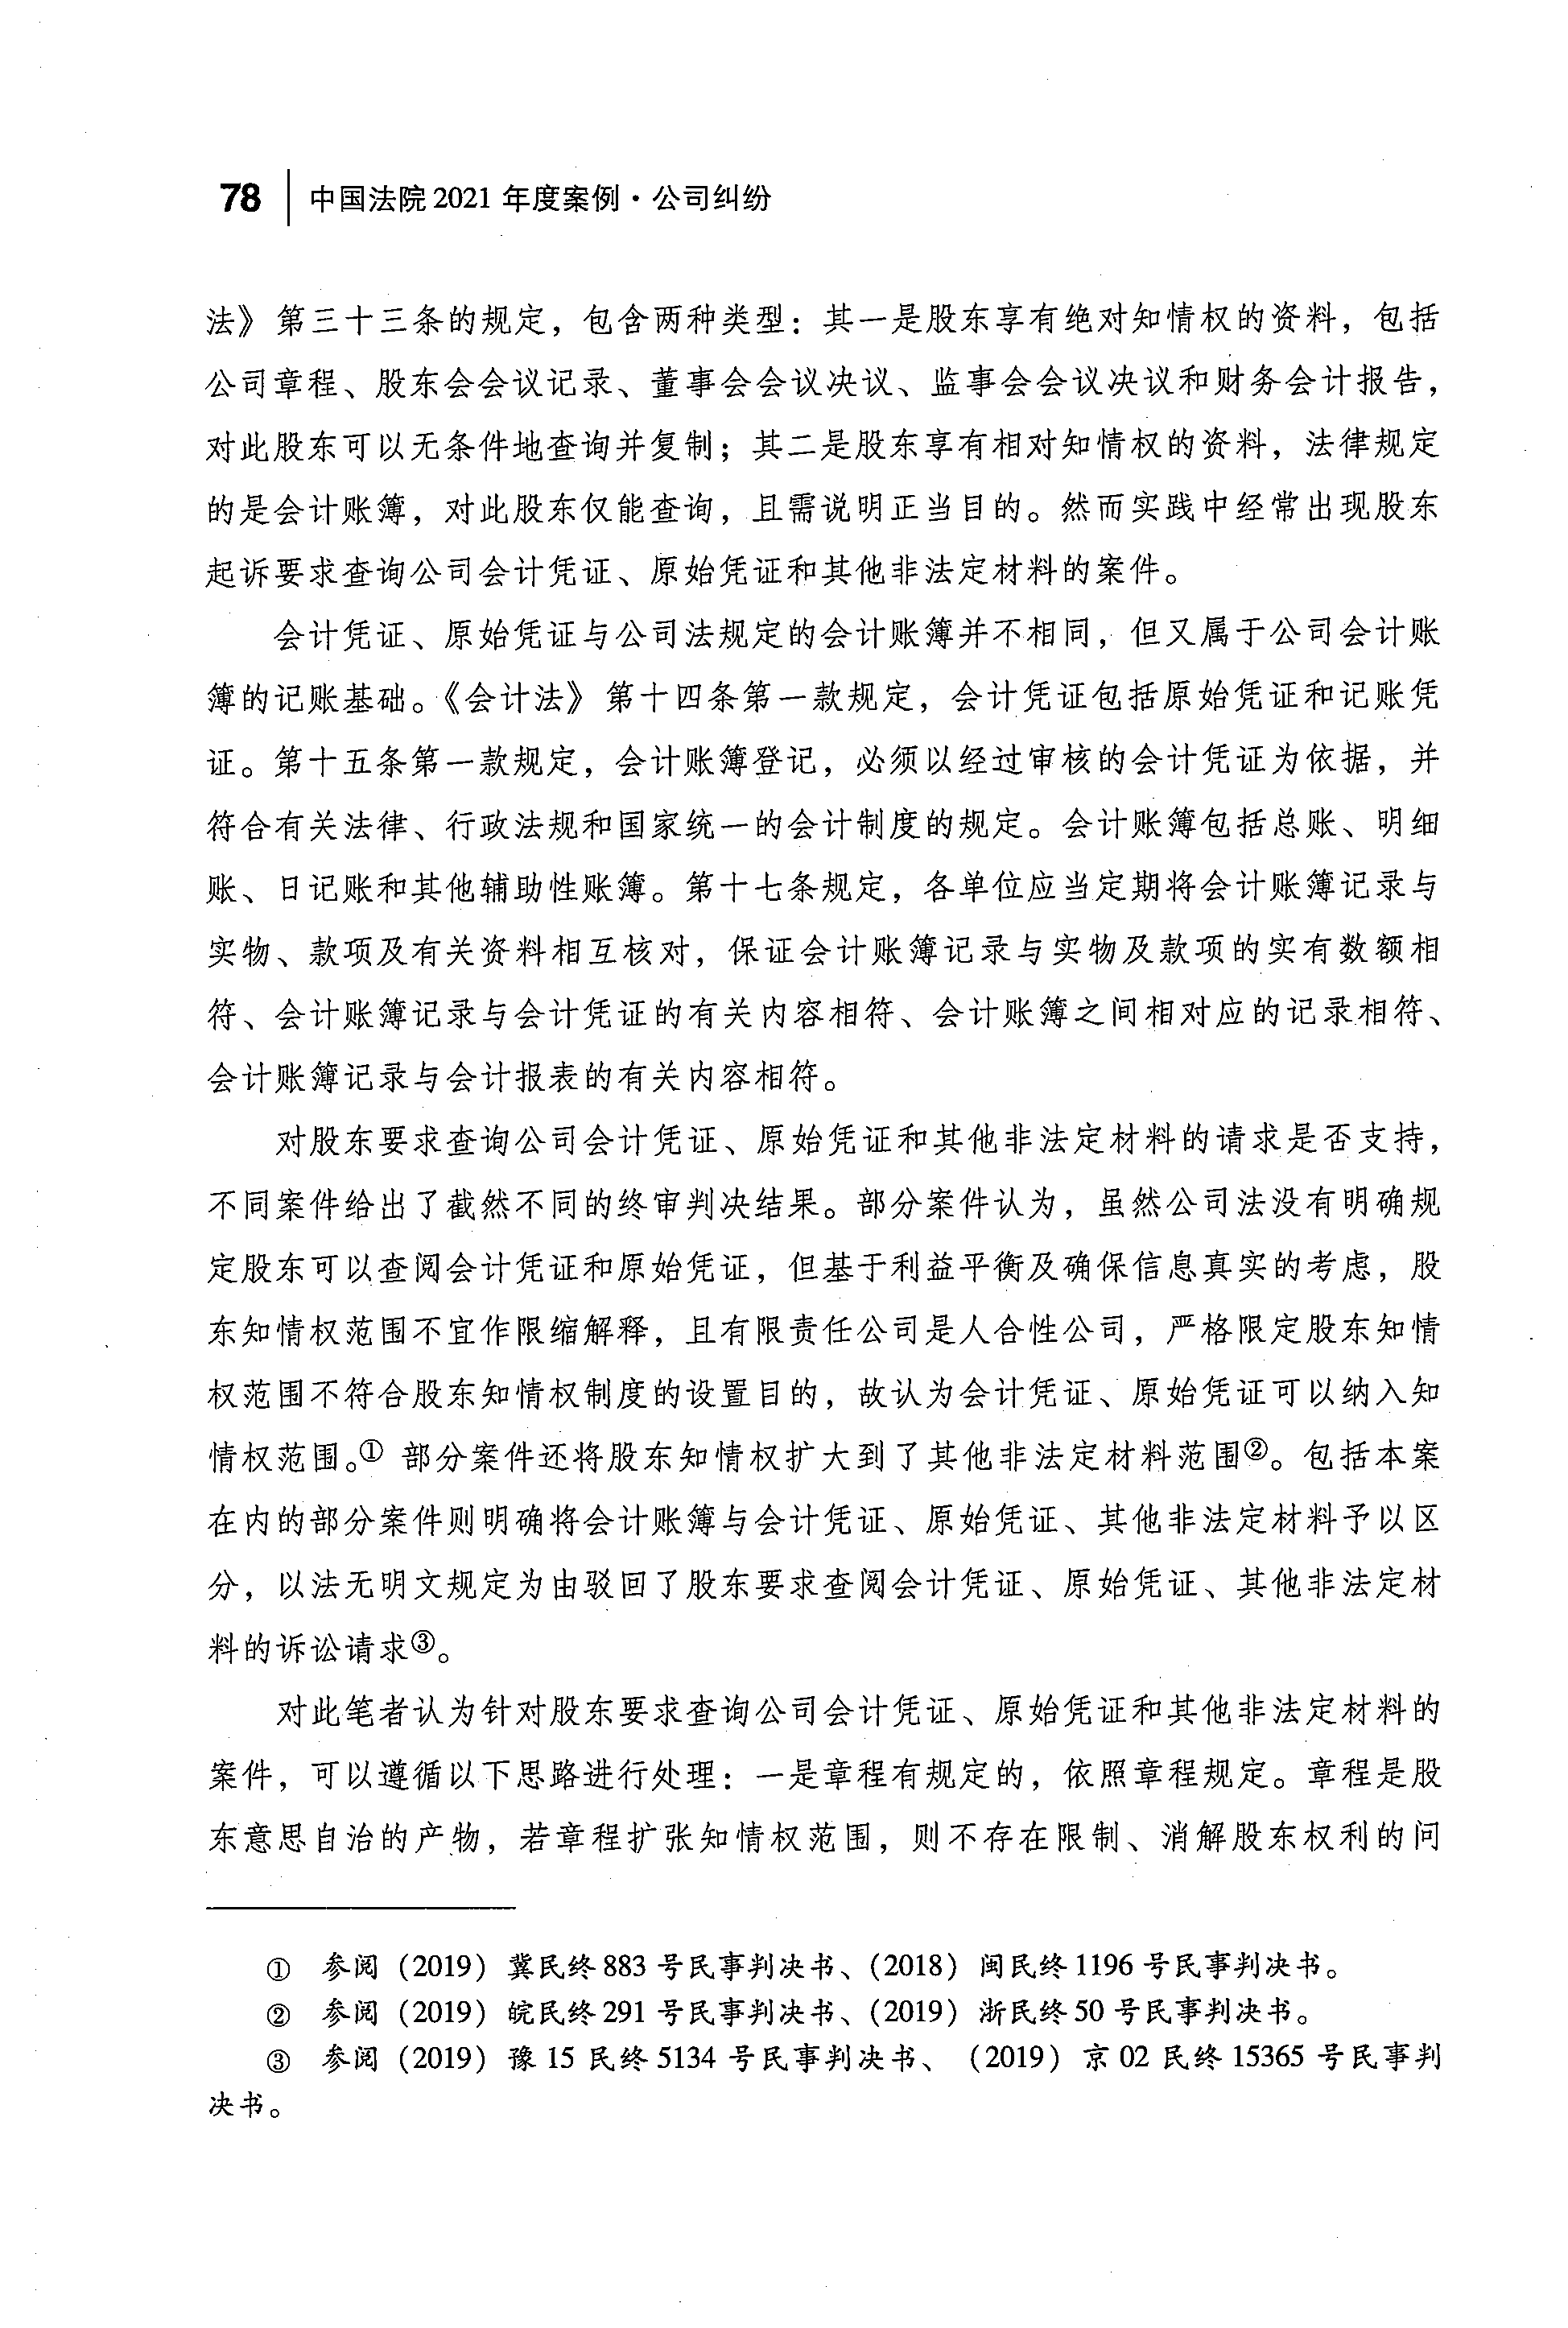 78 | 中国法院 2021 年度案例·公司纠纷
法》第三十三条的规定，包含两种类型：其一是股东享有绝对知情权的资料，包括
公司章程、股东会会议记录、董事会会议决议、监事会会议决议和财务会计报告，
对此股东可以无条件地查询并复制；其二是股东享有相对知情权的资料，法律规定
的是会计账簿，对此股东仅能查询，且需说明正当目的。然而实践中经常出现股东
起诉要求查询公司会计凭证、原始凭证和其他非法定材料的案件。
会计凭证、原始凭证与公司法规定的会计账簿并不相同，但又属于公司会计账
簿的记账基础。《会计法》第十四条第一款规定，会计凭证包括原始凭证和记账凭
证。第十五条第一款规定，会计账簿登记，必须以经过审核的会计凭证为依据，并
符合有关法律、行政法规和国家统一的会计制度的规定。会计账簿包括总账、明细
账、日记账和其他辅助性账簿。第十七条规定，各单位应当定期将会计账簿记录与
实物、款项及有关资料相互核对，保证会计账簿记录与实物及款项的实有数额相
符、会计账簿记录与会计凭证的有关内容相符、会计账簿之间相对应的记录相符、
会计账簿记录与会计报表的有关内容相符。
对股东要求查询公司会计凭证、原始凭证和其他非法定材料的请求是否支持，
不同案件给出了截然不同的终审判决结果。部分案件认为，虽然公司法没有明确规
定股东可以查阅会计凭证和原始凭证，但基于利益平衡及确保信息真实的考虑，股
东知情权范围不宜作限缩解释，且有限责任公司是人合性公司，严格限定股东知情
权范围不符合股东知情权制度的设置目的，故认为会计凭证、原始凭证可以纳入知
情权范围。① 部分案件还将股东知情权扩大到了其他非法定材料范围②。包括本案
在内的部分案件则明确将会计账簿与会计凭证、原始凭证、其他非法定材料予以区
分，以法无明文规定为由驳回了股东要求查阅会计凭证、原始凭证、其他非法定材
料的诉讼请求③。
对此笔者认为针对股东要求查询公司会计凭证、原始凭证和其他非法定材料的
案件，可以遵循以下思路进行处理：一是章程有规定的，依照章程规定。章程是股
东意思自治的产物，若章程扩张知情权范围，则不存在限制、消解股东权利的问
① 参阅（2019）冀民终 883 号民事判决书、（2018）闽民终 1196 号民事判决书。
② 参阅（2019）皖民终 291 号民事判决书、（2019）浙民终 50 号民事判决书。
③ 参阅（2019）豫 15 民终 5134 号民事判决书、（2019）京 02 民终 15365 号民事判
决书。